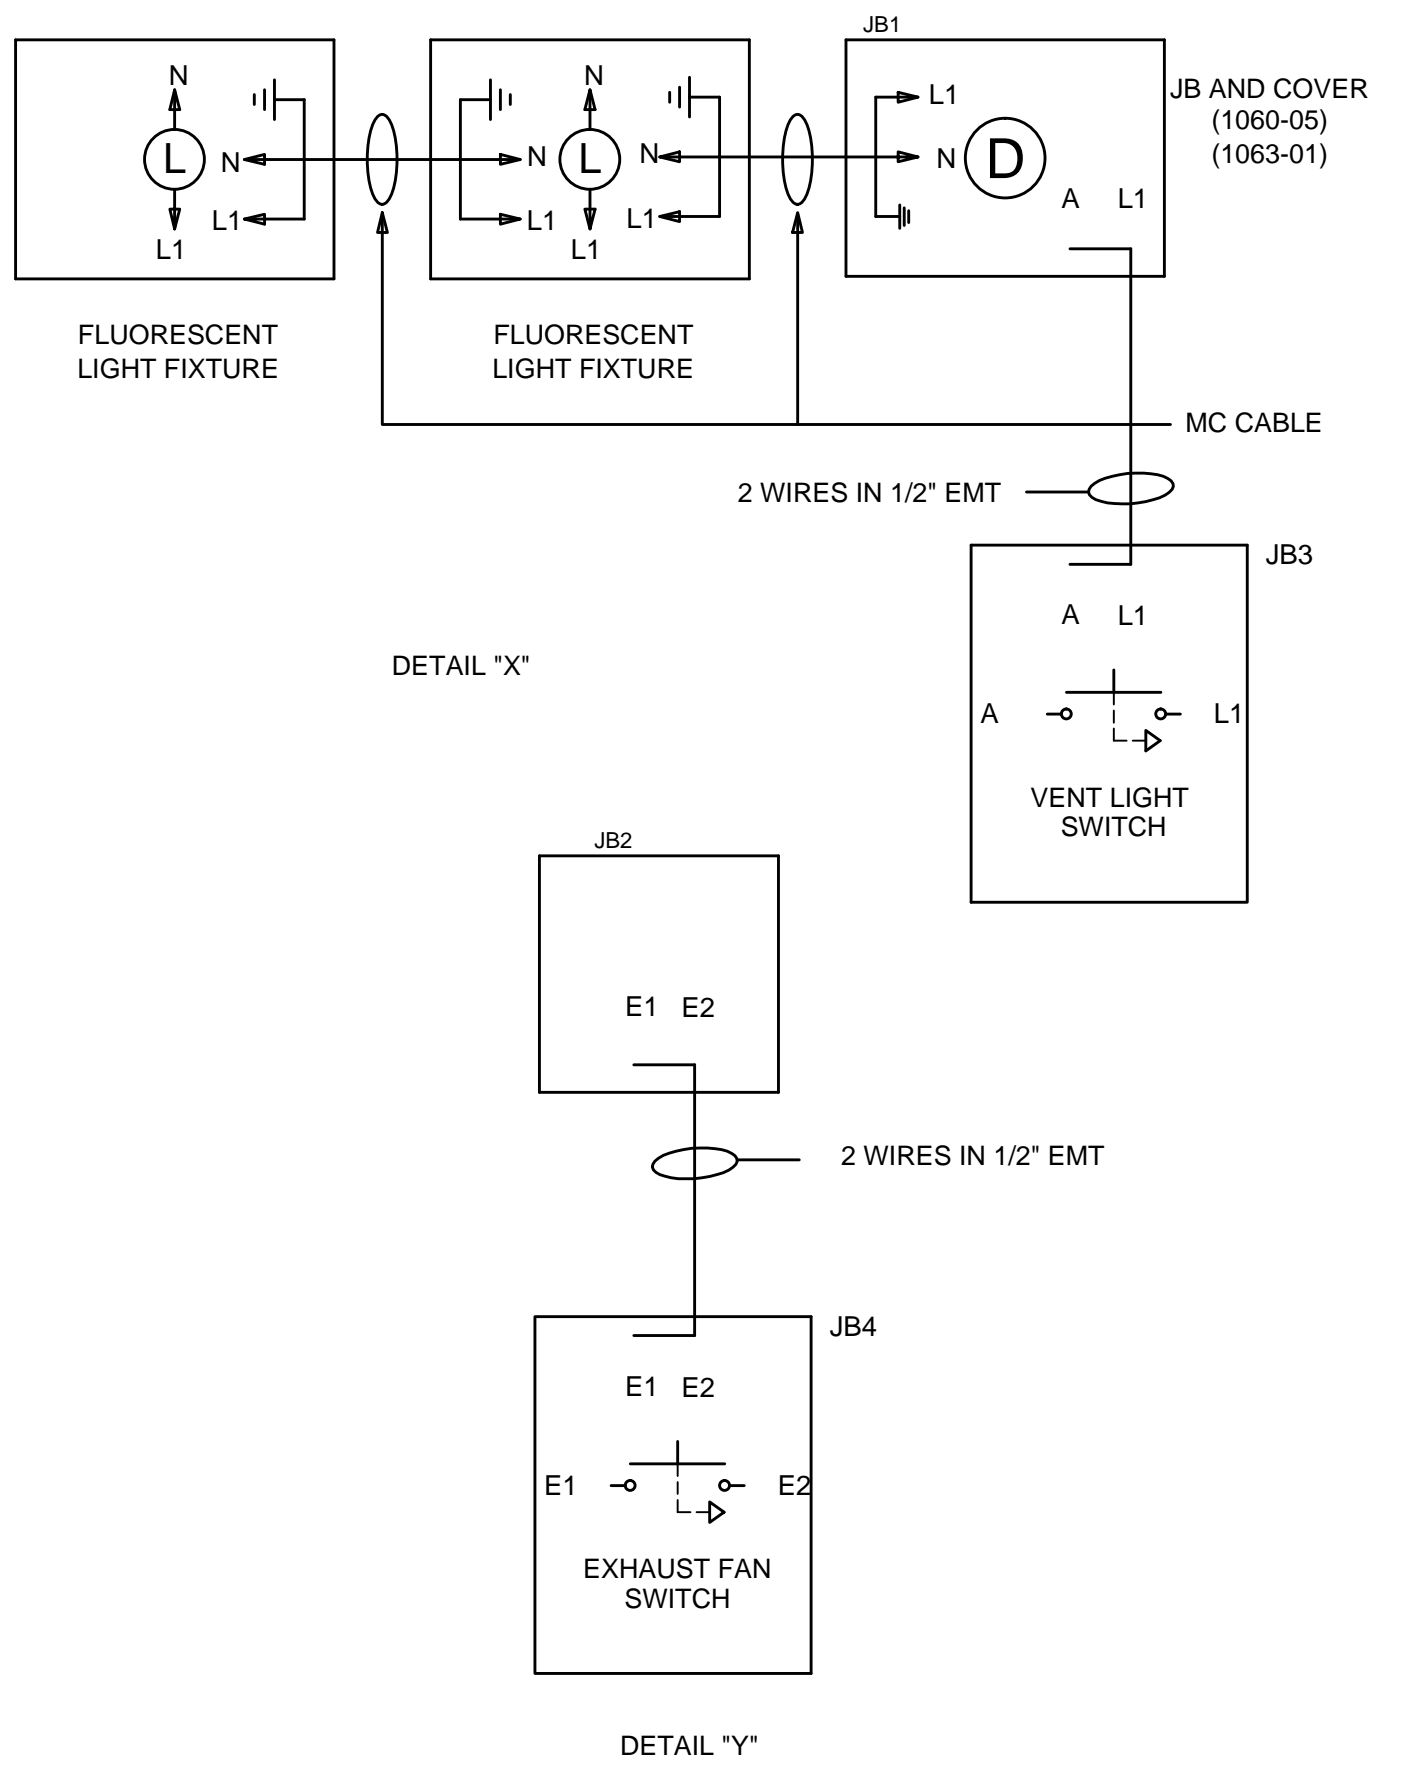 JB1
N
N
L1
L
N
N
L
N
L1
N
D
L1
L1
L1
L1
L1
A
L1
JB AND COVER
(1060-05)
(1063-01)
FLUORESCENT
LIGHT FIXTURE
FLUORESCENT
LIGHT FIXTURE
MC CABLE
2 WIRES IN 1/2" EMT
JB3
A
L1
DETAIL "X"
A
L1
VENT LIGHT
SWITCH
JB2
E1
E2
2 WIRES IN 1/2" EMT
JB4
E1
E2
E1
E2
EXHAUST FAN
SWITCH
DETAIL "Y"